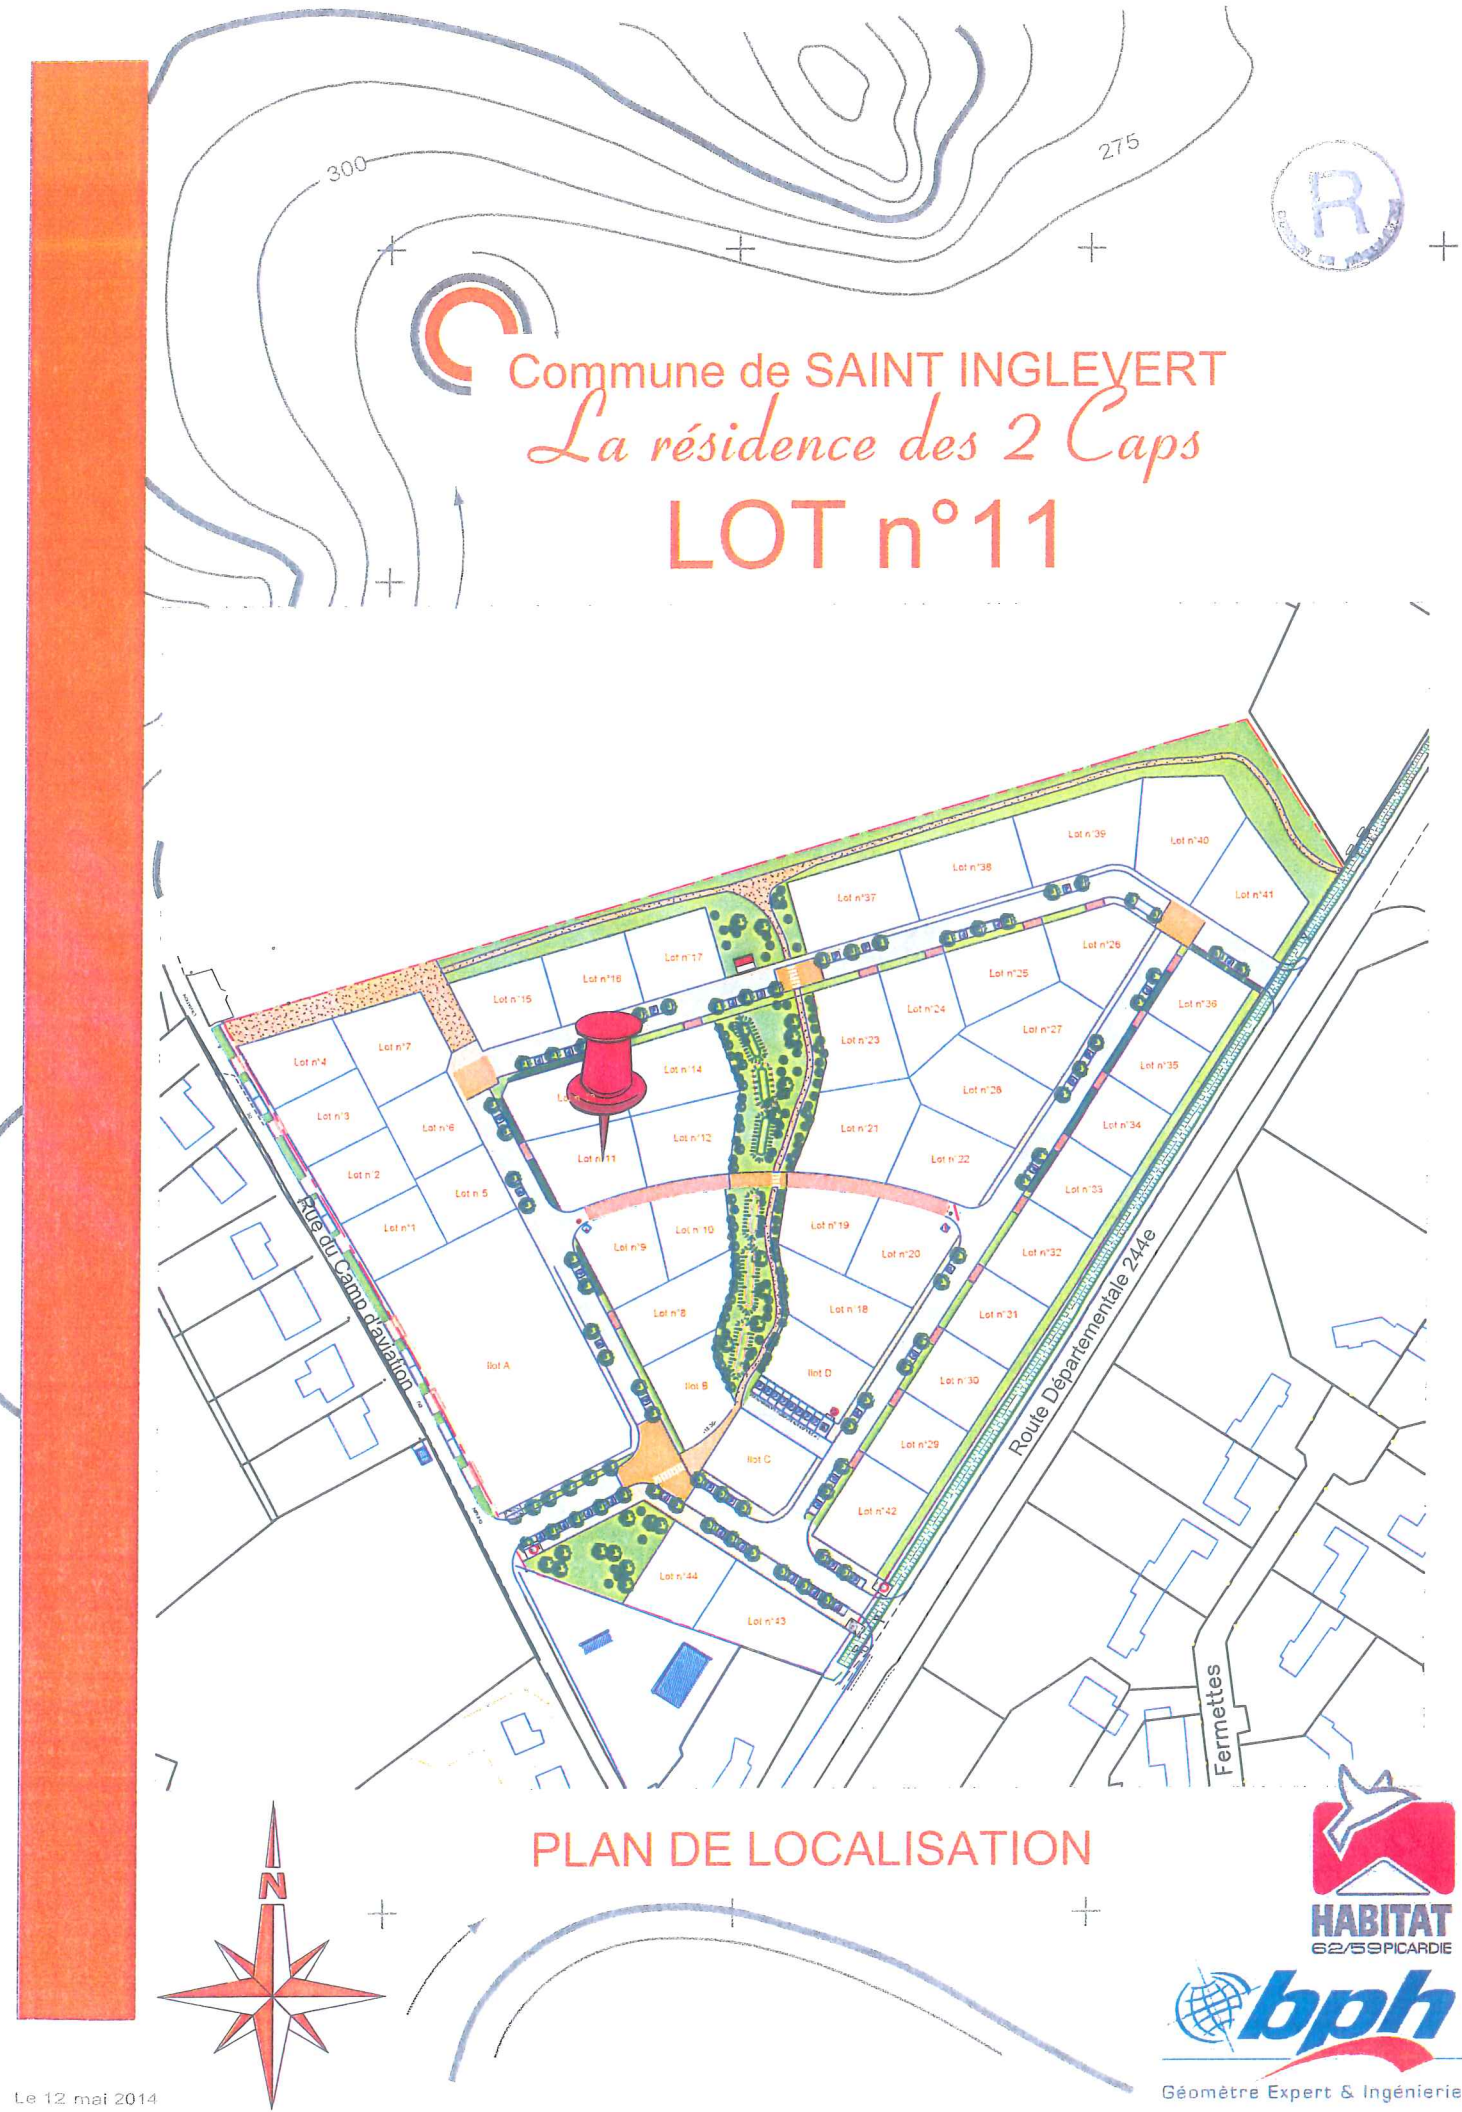 300
275
R
Commune de SAINT INGLEVERT
La résidence des 2 Caps
LOT n°11
Lot n°39
Lot n°40
Lot n°38
Lot n°41
Lot n°37
Lot n°26
Lot n°17
Lot n°16
Lot n°25
Lot n°15
Lot n°24
Lot n°36
Lot n°27
Lot n°23
Lot n°7
Lot n°4
Lot n°35
Lot n°14
Lot n°28
Lot n°3
Lot n°6
Lot n°34
Lot n°21
Lot n°12
Lot n°11
Lot n°22
Lot n°2
Lot n°5
Lot n°33
Lot n°1
Lot n°10
Lot n°19
Lot n°9
Lot n°20
Lot n°32
Rue du Camp d'aviation
Lot n°8
Lot n°18
Lot n°31
Route Départementale 244e
Ilot A
Ilot B
Ilot D
Lot n°30
Lot n°29
Ilot C
Lot n°42
Lot n°44
Lot n°43
Fermettes
PLAN DE LOCALISATION
N
HABITAT
62/59 PICARDIE
bph
Géomètre Expert & Ingénierie
Le 12 mai 2014